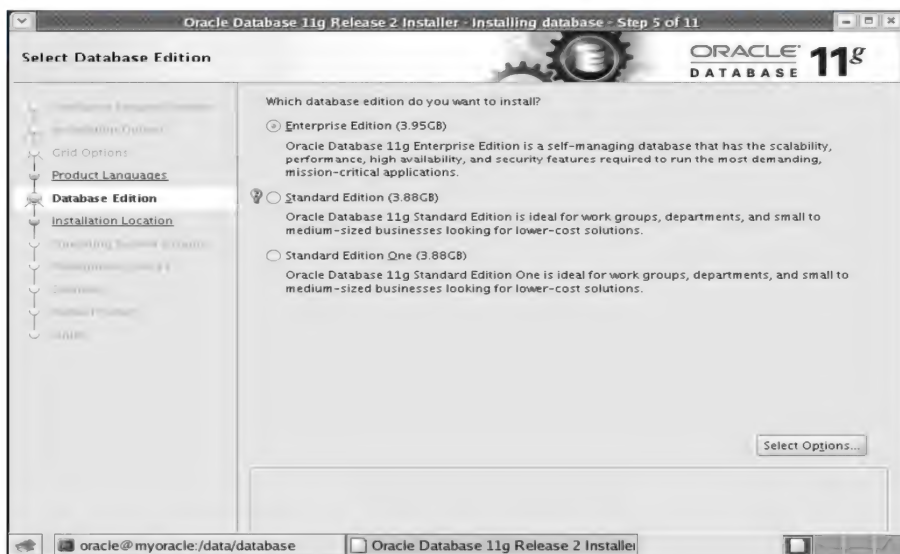 Oracle Database 11g Release 2 Installer - Installing database - Step 5 of 11
Select Database Edition
ORACLE
DATABASE 11g
Grid Options
Product Languages
Database Edition
Installation Location
Which database edition do you want to install?
Enterprise Edition (3.95GB)
Oracle Database 11g Enterprise Edition is a self-managing database that has the scalability,
performance, high availability, and security features required to run the most demanding,
mission-critical applications.
Standard Edition (3.88GB)
Oracle Database 11g Standard Edition is ideal for work groups, departments, and small to
medium-sized businesses looking for lower-cost solutions.
Standard Edition One (3.88GB)
Oracle Database 11g Standard Edition One is ideal for work groups, departments, and small to
medium-sized businesses looking for lower-cost solutions.
Select Options...
oracle@myoracle:/data/database
Oracle Database 11g Release 2 Installer